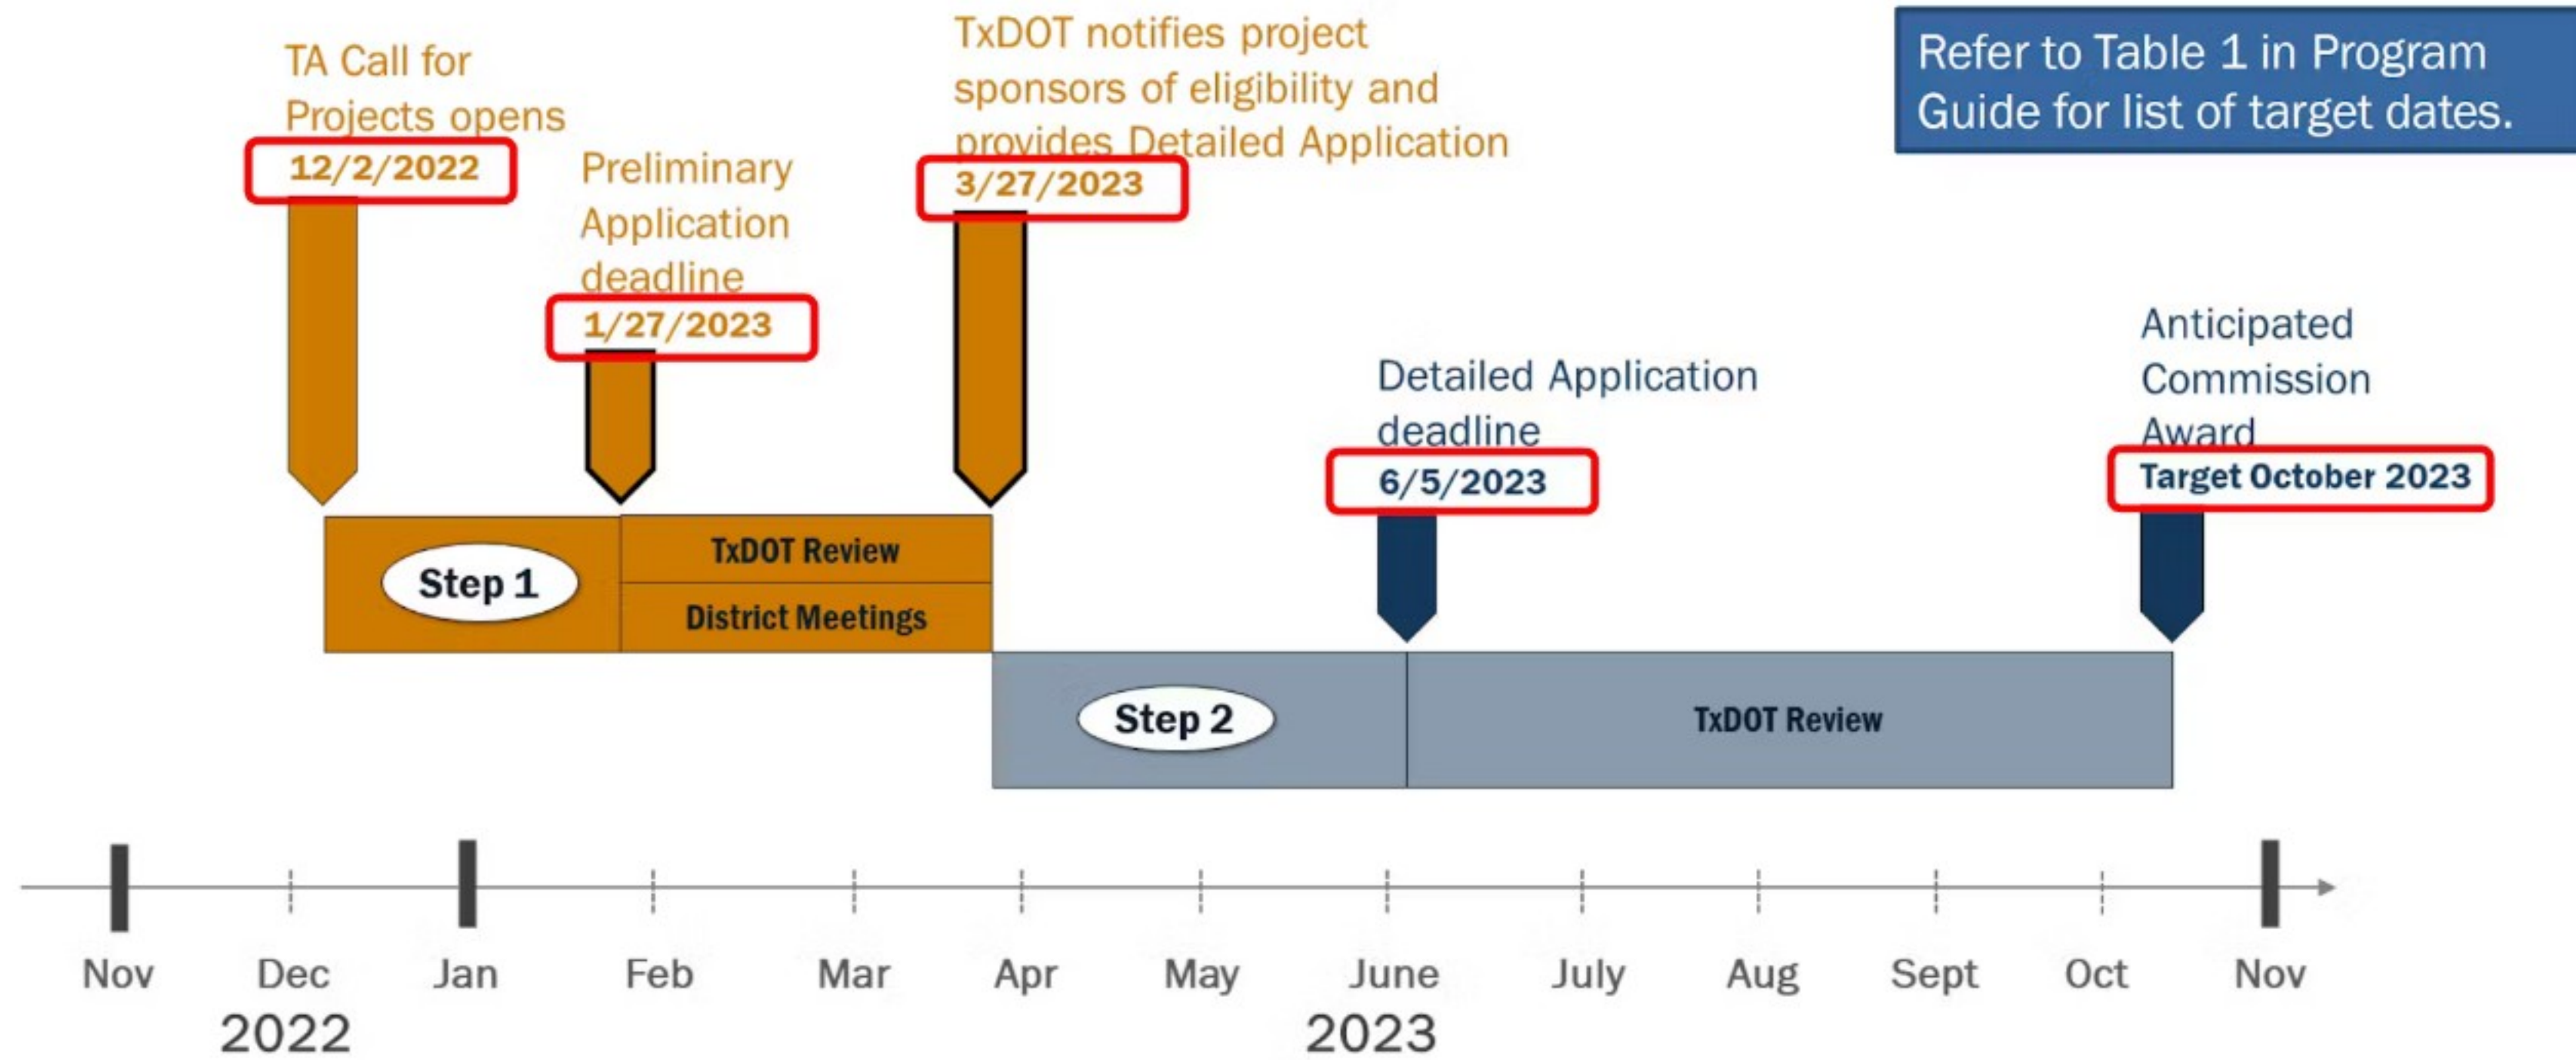 TA Call for
Projects opens
12/2/2022
Preliminary
Application
deadline
1/27/2023
TxDOT notifies project
sponsors of eligibility and
provides Detailed Application
3/27/2023
Refer to Table 1 in Program
Guide for list of target dates.
Detailed Application
deadline
6/5/2023
Anticipated
Commission
Award
Target October 2023
Step 1
TxDOT Review
District Meetings
Step 2
TxDOT Review
Nov Dec Jan Feb Mar Apr May June July Aug Sept Oct Nov
2022 2023